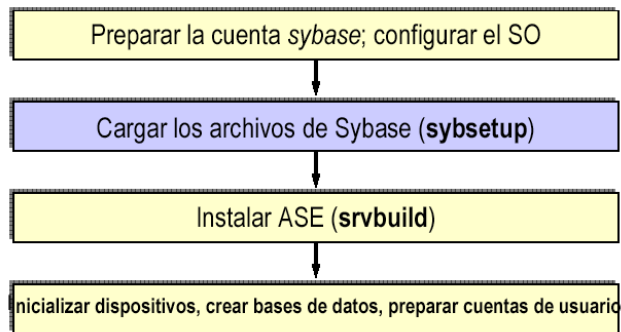 Preparar la cuenta sybase; configurar el SO
Cargar los archivos de Sybase (sybsetup)
Instalar ASE (srvbuild)
Inicializar dispositivos, crear bases de datos, preparar cuentas de usuario